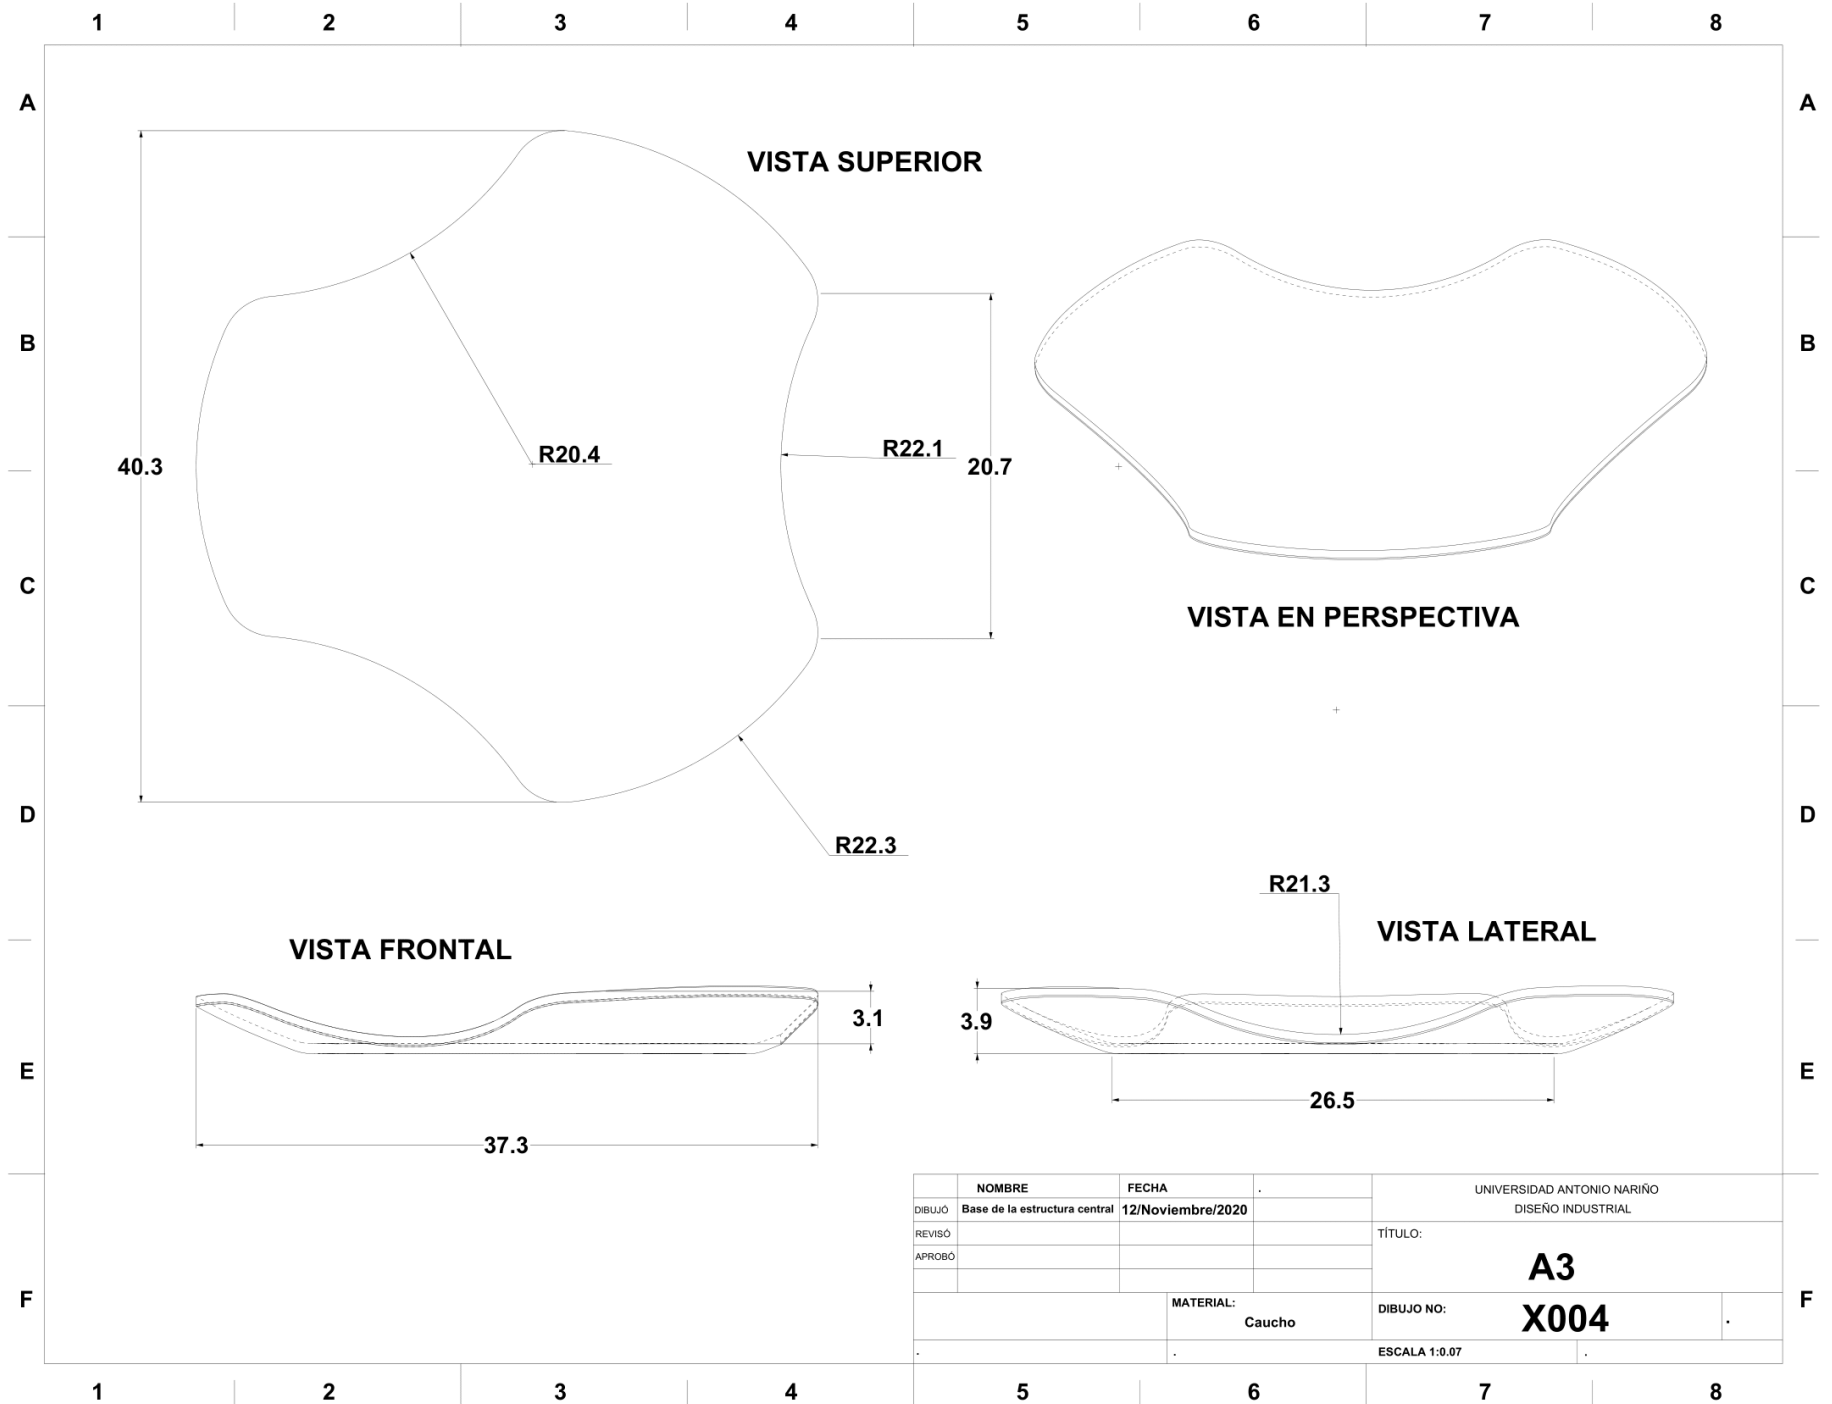 1 2 3 4 5 6 7 8
A A
VISTA SUPERIOR
B B
R20.4
R22.1
40.3
20.7
C C
VISTA EN PERSPECTIVA
D D
R22.3
R21.3
VISTA FRONTAL
VISTA LATERAL
3.1
3.9
E E
26.5
37.3
NOMBRE FECHA .
UNIVERSIDAD ANTONIO NARIÑO
DISEÑO INDUSTRIAL
DIBUJÓ Base de la estructura central 12/Noviembre/2020
REVISÓ
TÍTULO:
APROBÓ
A3
F F
MATERIAL:
Caucho
DIBUJO NO: X004 .
. . ESCALA 1:0.07 .
1 2 3 4 5 6 7 8